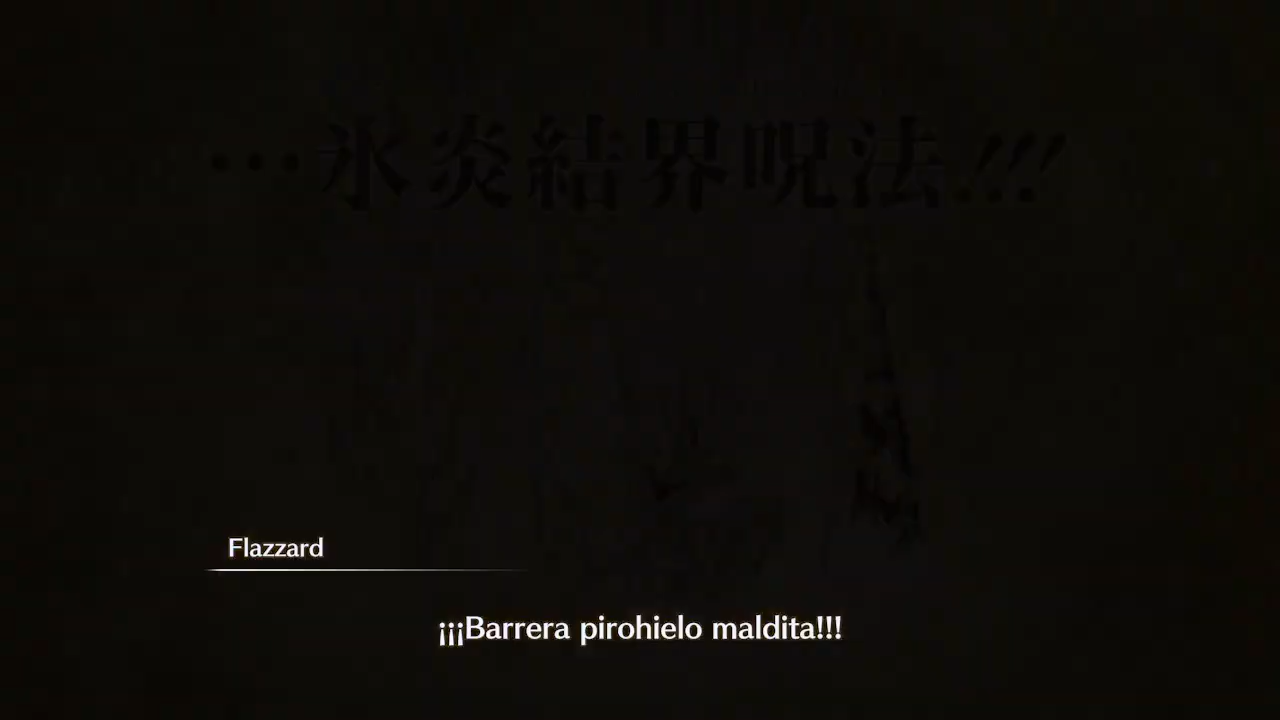 …氷炎結界呪法!!!
Flazzard
¡¡¡Barrera pirohielo maldita!!!